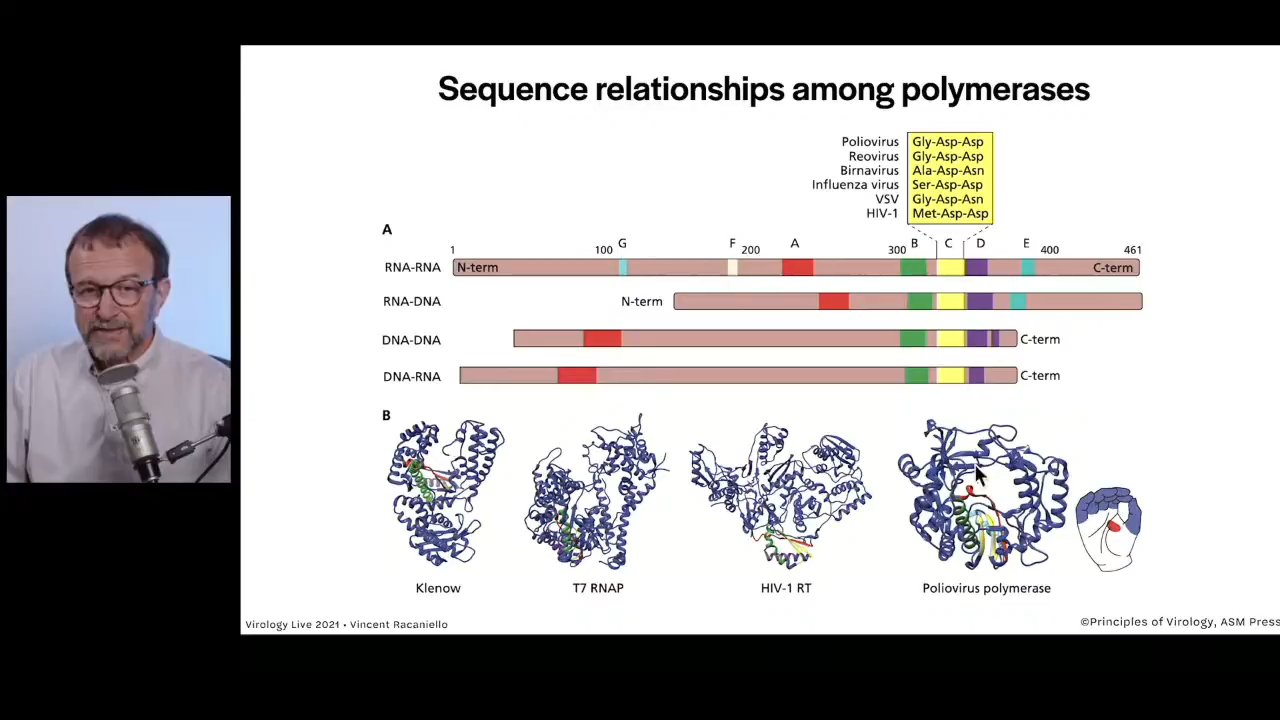 Sequence relationships among polymerases
Poliovirus Gly-Asp-Asp
Reovirus Gly-Asp-Asp
Birnavirus Ala-Asp-Asn
Influenza virus Ser-Asp-Asp
VSV Gly-Asp-Asn
HIV-1 Met-Asp-Asp
A
G F A B C D E
1 100 200 300 400 461
RNA-RNA N-term C-term
RNA-DNA N-term
DNA-DNA C-term
DNA-RNA C-term
B
Klenow T7 RNAP HIV-1 RT Poliovirus polymerase
Virology Live 2021 • Vincent Racaniello
©Principles of Virology, ASM Press